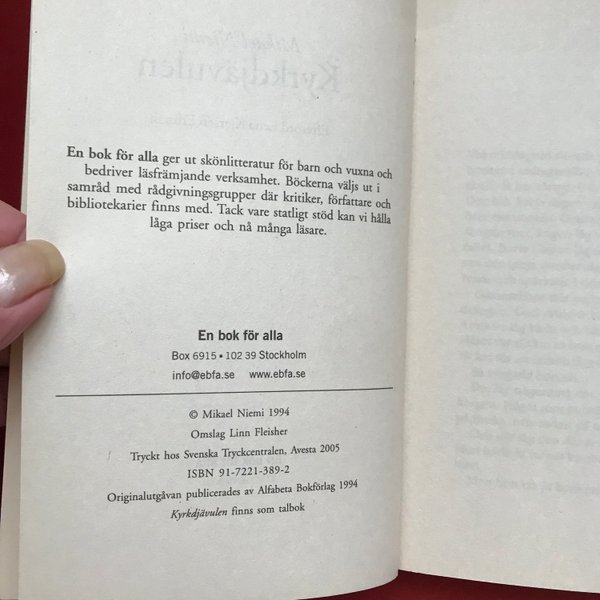 En bok för alla ger ut skönlitteratur för barn och vuxna och
bedriver läsfrämjande verksamhet. Böckerna väljs ut i
samråd med rådgivningsgrupper där kritiker, författare och
bibliotekarier finns med. Tack vare statligt stöd kan vi hålla
låga priser och nå många läsare.
En bok för alla
Box 6915 • 102 39 Stockholm
info@ebfa.se www.ebfa.se
© Mikael Niemi 1994
Omslag Linn Fleisher
Tryckt hos Svenska Tryckcentralen, Avesta 2005
ISBN 91-7221-389-2
Originalutgåvan publicerades av Alfabeta Bokförlag 1994
Kyrkdjävulen finns som talbok